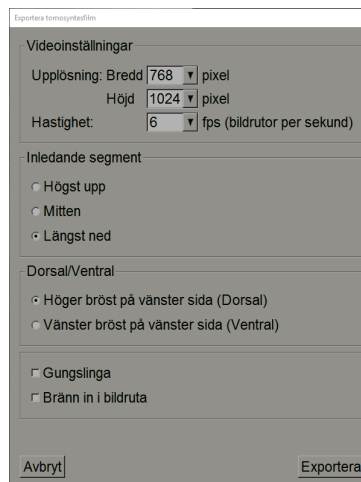 Exportera tomosyntesfilm
Videoinställningar
Upplösning: Bredd 768 pixel
Höjd 1024 pixel
Hastighet: 6 fps (bildrutor per sekund)
Inledande segment
Högst upp
Mitten
Längst ned
Dorsal/Ventral
Höger bröst på vänster sida (Dorsal)
Vänster bröst på vänster sida (Ventral)
Gungslinga
Bränn in i bildruta
Avbryt Exportera